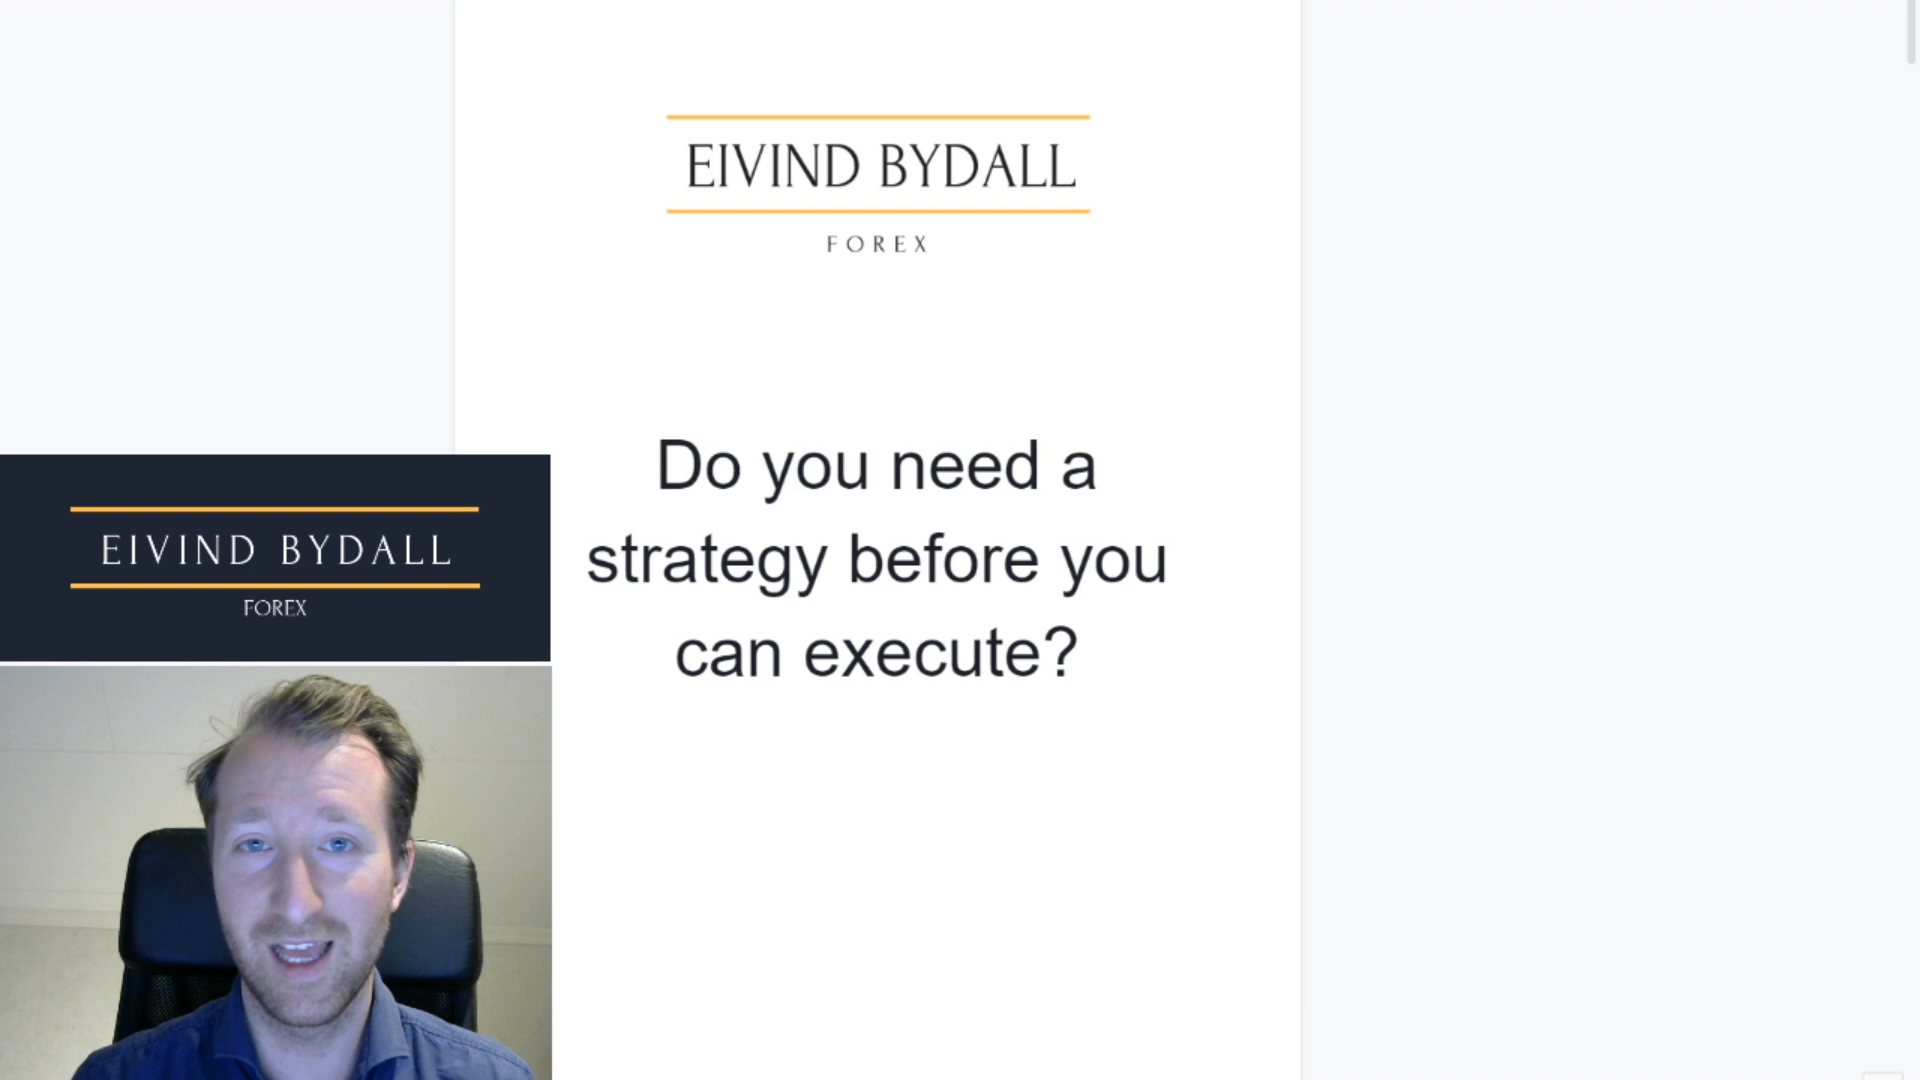 EIVIND BYDALL
FOREX
Do you need a
strategy before you
can execute?
EIVIND BYDALL
FOREX